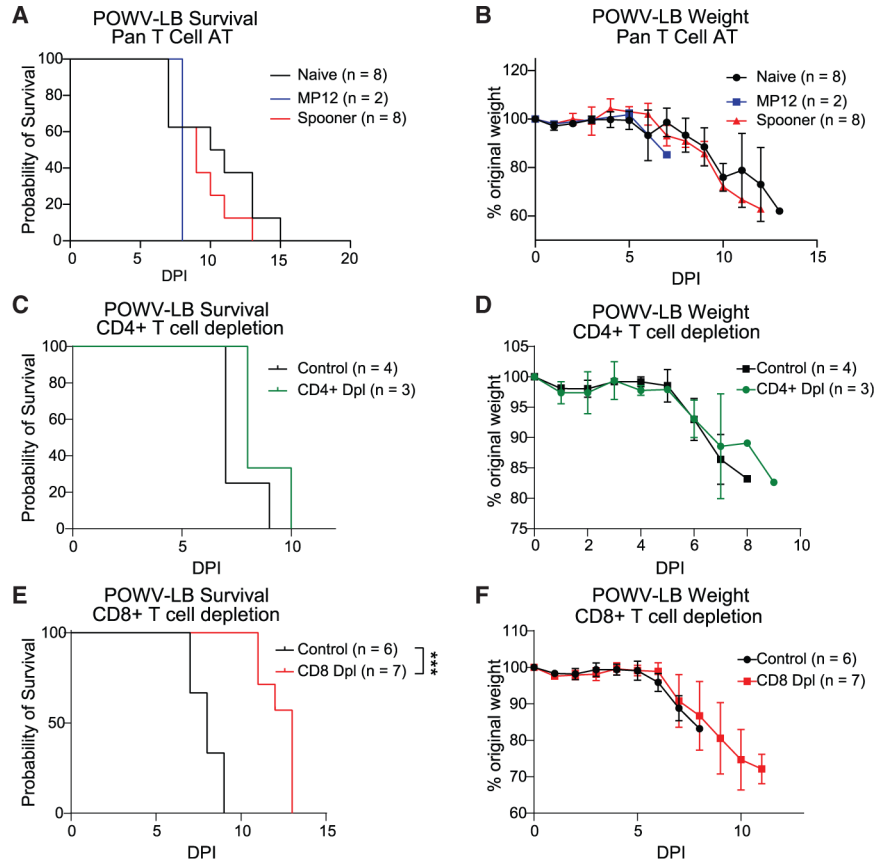 A
POWV-LB Survival
Pan T Cell AT
Probability of Survival
100
80
60
40
20
0
0 5 10 15 20
DPI
Naive (n = 8)
MP12 (n = 2)
Spooner (n = 8)
B
POWV-LB Weight
Pan T Cell AT
% original weight
120
100
80
60
0 5 10 15
DPI
Naive (n = 8)
MP12 (n = 2)
Spooner (n = 8)
C
POWV-LB Survival
CD4+ T cell depletion
Probability of Survival
100
80
60
40
20
0
0 5 10
DPI
Control (n = 4)
CD4+ Dpl (n = 3)
D
POWV-LB Weight
CD4+ T cell depletion
% original weight
105
100
95
90
85
80
75
0 2 4 6 8 10
DPI
Control (n = 4)
CD4+ Dpl (n = 3)
E
POWV-LB Survival
CD8+ T cell depletion
Probability of Survival
100
50
0
0 5 10 15
DPI
Control (n = 6)
CD8 Dpl (n = 7)
***
F
POWV-LB Weight
CD8+ T cell depletion
% original weight
110
100
90
80
70
60
0 5 10
DPI
Control (n = 6)
CD8 Dpl (n = 7)